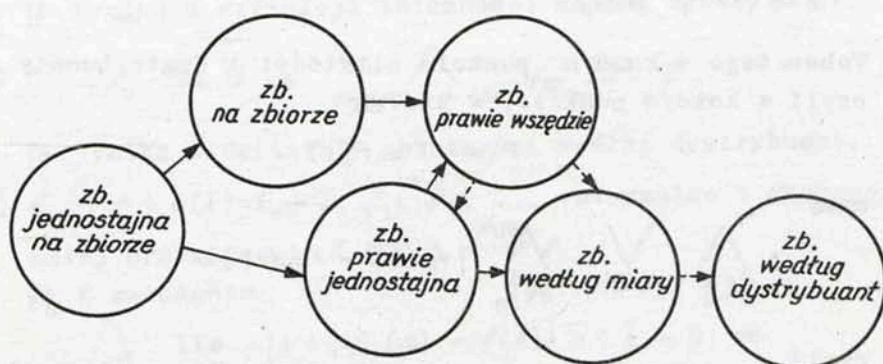 zb.
na zbiorze
zb.
prawie wszędzie
zb.
jednostajna
na zbiorze
zb.
prawie
jednostajna
zb.
według miary
zb.
według
dystrybuant